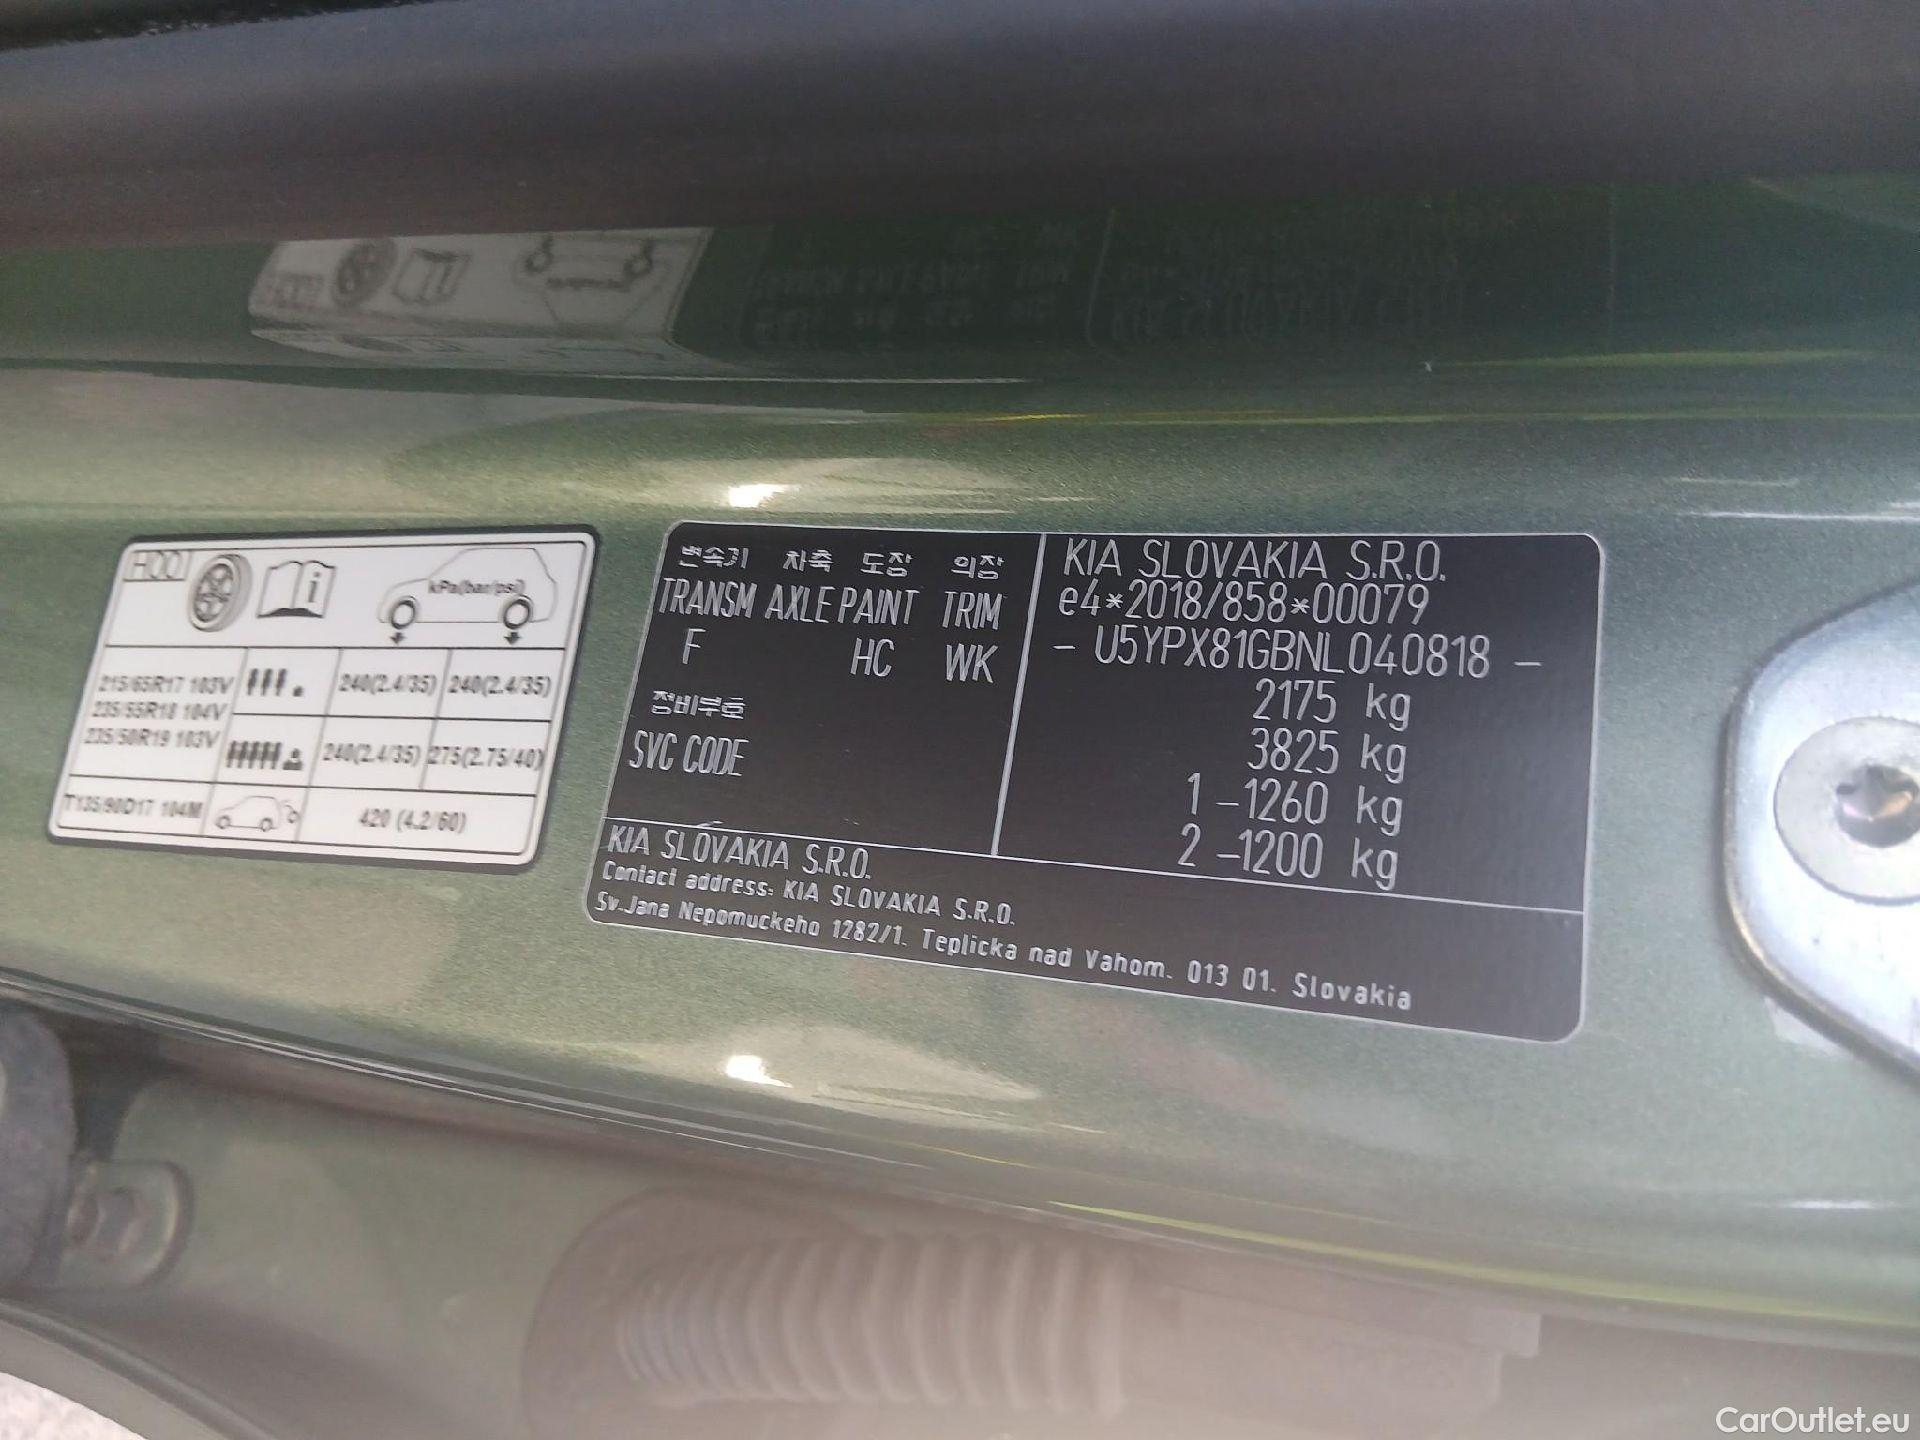 HQ01
kPa(bar/psi)
215/65R17 103V
235/55R18 104V
235/50R19 103V
240(2.4/35) 240(2.4/35)
240(2.4/35) 275(2.75/40)
T135/90D17 104M
420 (4.2/60)
변속기 차축 도장 의장
TRANSM AXLE PAINT TRIM
F HC WK
정비부호
SVC CODE
KIA SLOVAKIA S.R.O.
e4*2018/858*00079
- U5YPX81GBNL040818 -
2175 kg
3825 kg
1 -1260 kg
2 -1200 kg
KIA SLOVAKIA S.R.O.
Contact address: KIA SLOVAKIA S.R.O.
Sv.Jana Nepomuckeho 1282/1. Teplicka nad Vahom. 013 01. Slovakia
CarOutlet.eu